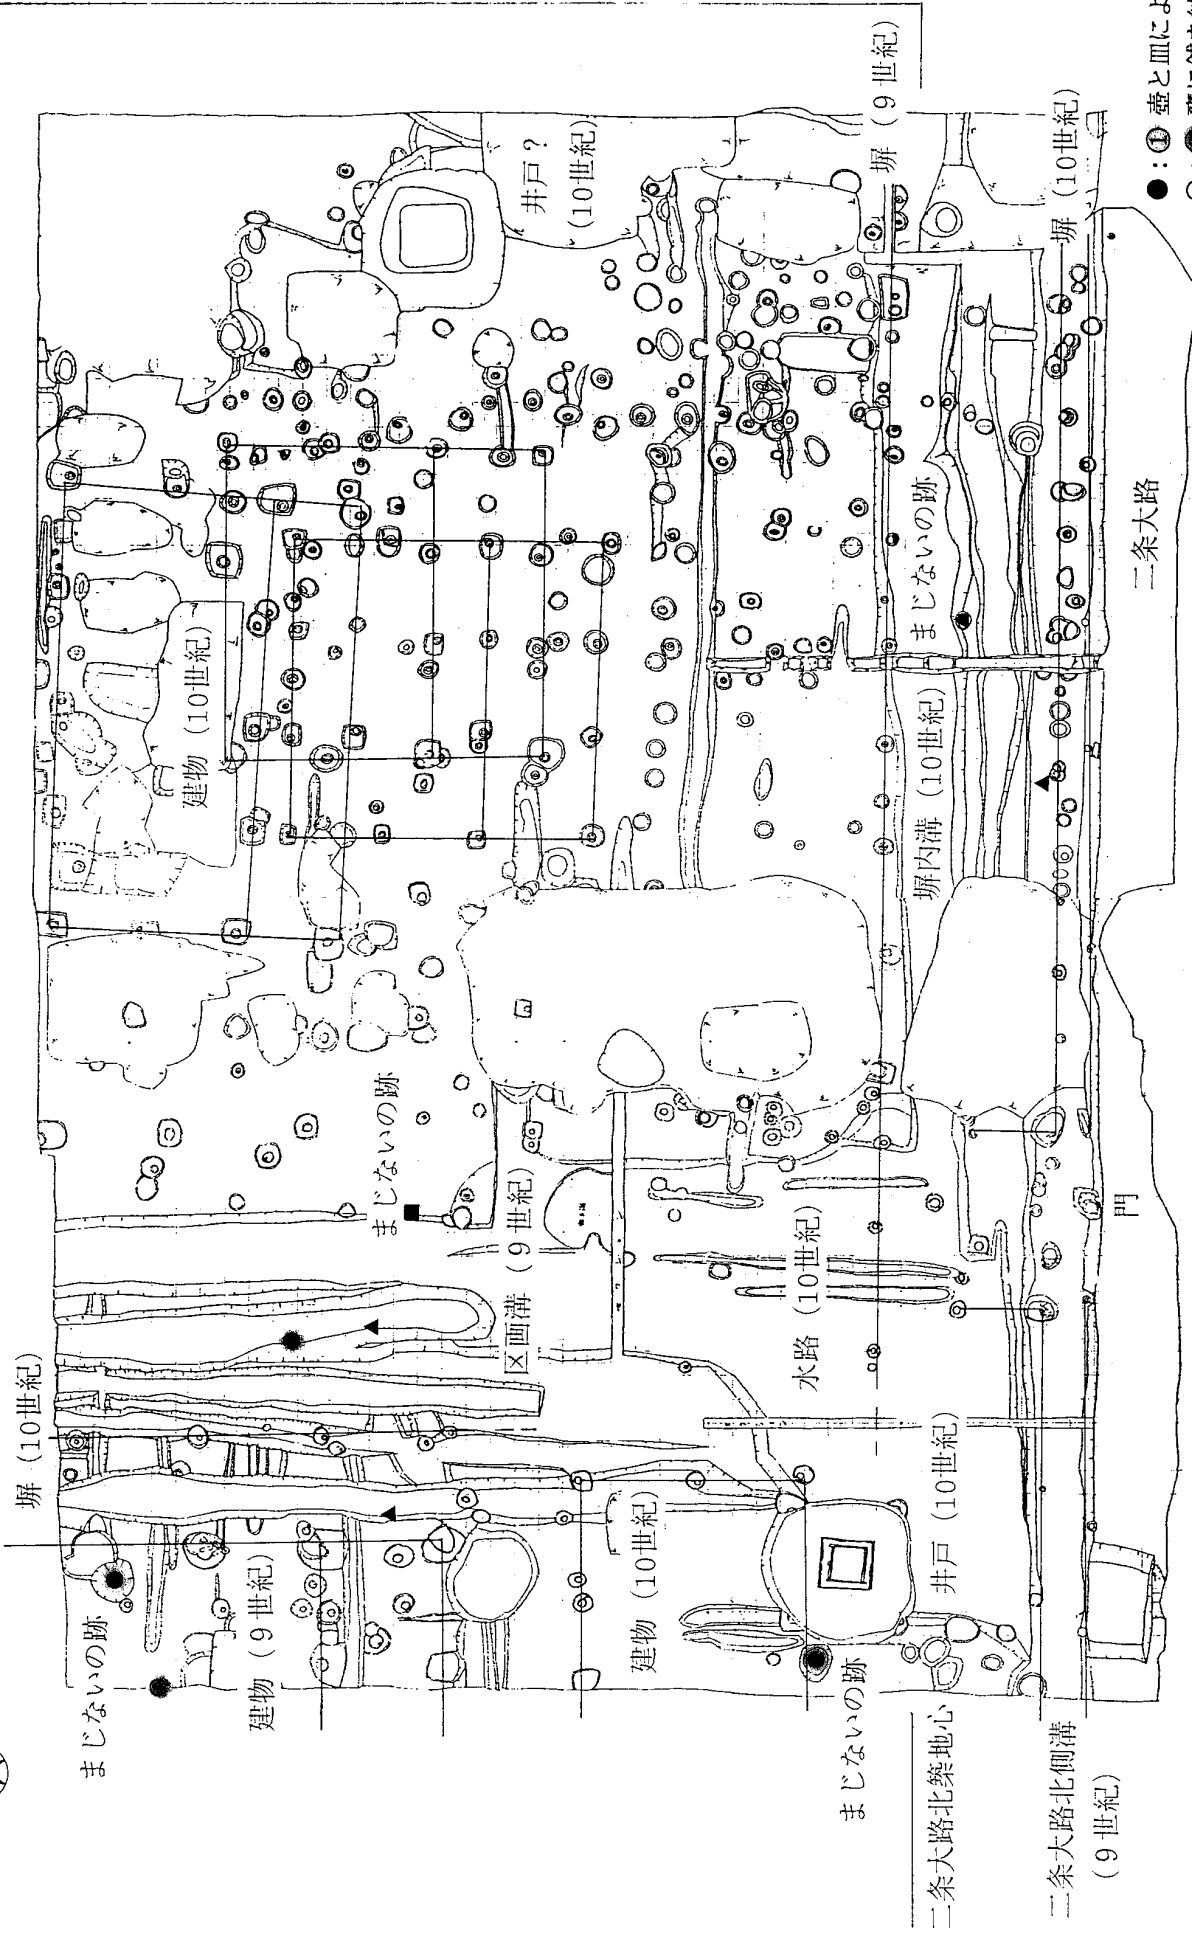 塀 (10世紀)
まじないの跡
建物 (9世紀)
建物 (10世紀)
まじないの跡
井戸 (10世紀)
二条大路北築地心
二条大路北側溝
(9世紀)
まじないの跡
区画溝 (9世紀)
水路 (10世紀)
門
建物 (10世紀)
塀内溝 (10世紀)
まじないの跡
二条大路
井戸?
(10世紀)
塀 (9世紀)
塀 (10世紀)
●:① 壺と皿によ